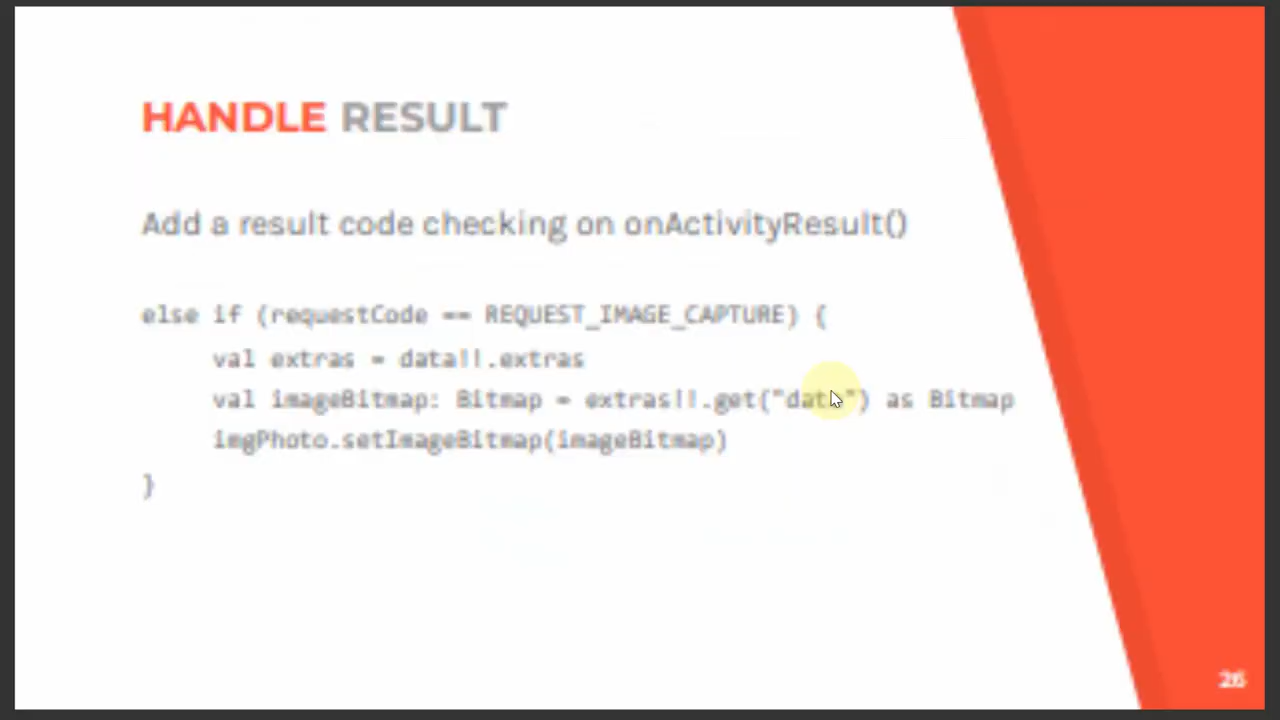 HANDLE RESULT
Add a result code checking on onActivityResult()
else if (requestCode == REQUEST_IMAGE_CAPTURE) {
val extras = data!!.extras
val imageBitmap: Bitmap = extras!!.get("data") as Bitmap
imgPhoto.setImageBitmap(imageBitmap)
}
26